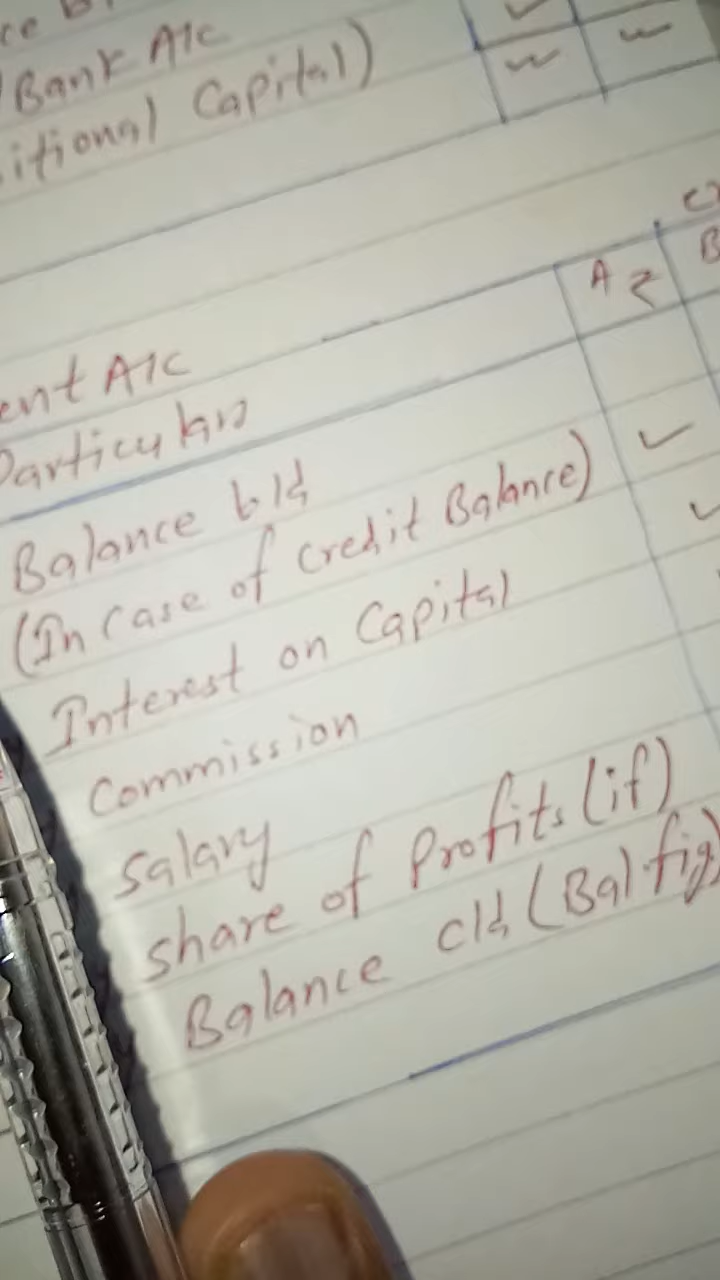 Bank A/c
itional Capital)
Cr
A ₹ B
ent A/c
Particulars
Balance b/d
(In case of Credit Balance)
Interest on Capital
Commission
Salary
Share of Profits (if)
Balance c/d (Bal. fig)